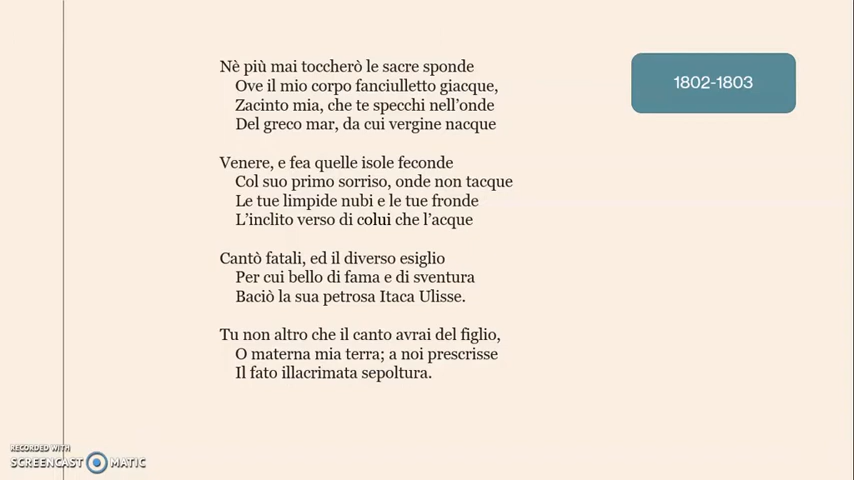 Nè più mai toccherò le sacre sponde
Ove il mio corpo fanciulletto giacque,
Zacinto mia, che te specchi nell'onde
Del greco mar, da cui vergine nacque
Venere, e fea quelle isole feconde
Col suo primo sorriso, onde non tacque
Le tue limpide nubi e le tue fronde
L'inclito verso di colui che l'acque
Cantò fatali, ed il diverso esiglio
Per cui bello di fama e di sventura
Baciò la sua petrosa Itaca Ulisse.
Tu non altro che il canto avrai del figlio,
O materna mia terra; a noi prescrisse
Il fato illacrimata sepoltura.
1802-1803
RECORDED WITH
SCREENCAST MATIC